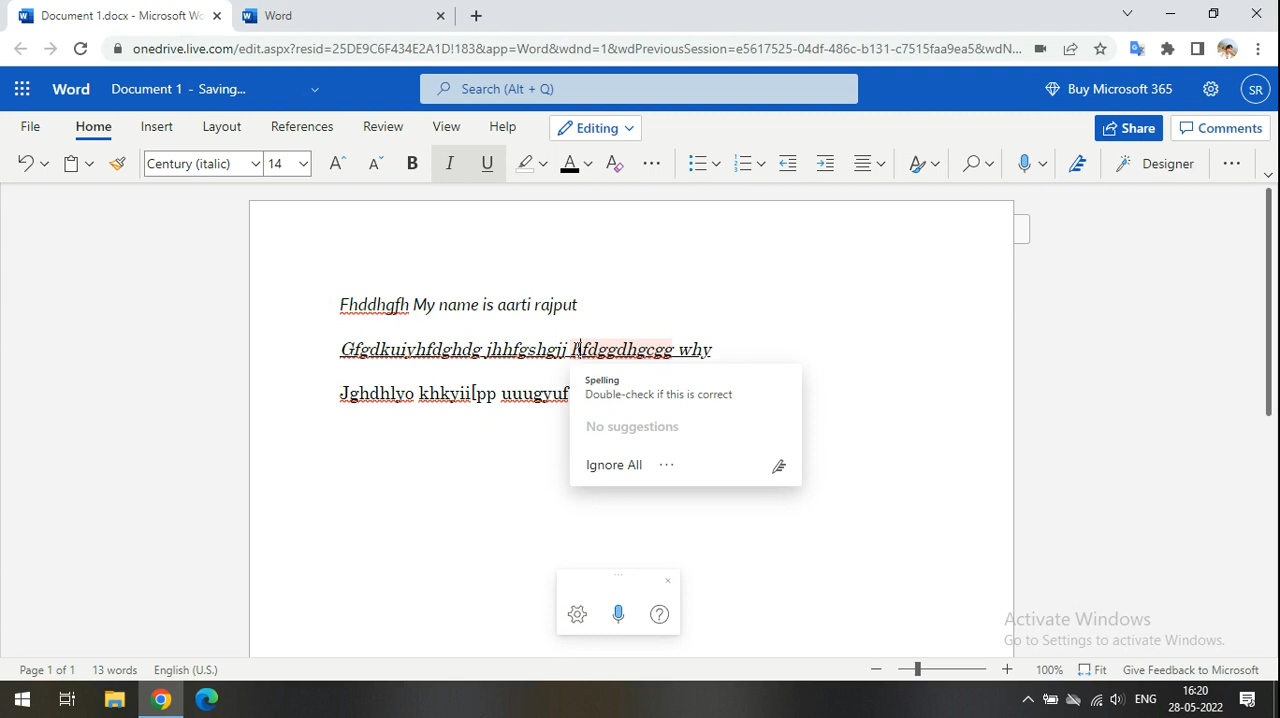 Document 1.docx - Microsoft Wo
Word
onedrive.live.com/edit.aspx?resid=25DE9C6F434E2A1D!183&app=Word&wdnd=1&wdPreviousSession=e5617525-04df-486c-b131-c7515faa9ea5&wdN...
Word
Document 1 - Saving...
Search (Alt + Q)
Buy Microsoft 365
SR
File Home Insert Layout References Review View Help Editing Share Comments
Century (italic) 14 B I U A Designer
Fhddhgfh My name is aarti rajput
Gfgdkuiyhfdghdg jhhfgshgjj hfdggdhgcgg why
Jghdhlyo khkyii[pp uuugyuf
Spelling
Double-check if this is correct
No suggestions
Ignore All
Activate Windows
Go to Settings to activate Windows.
Page 1 of 1 13 words English (U.S.) 100% Fit Give Feedback to Microsoft
ENG
16:20
28-05-2022